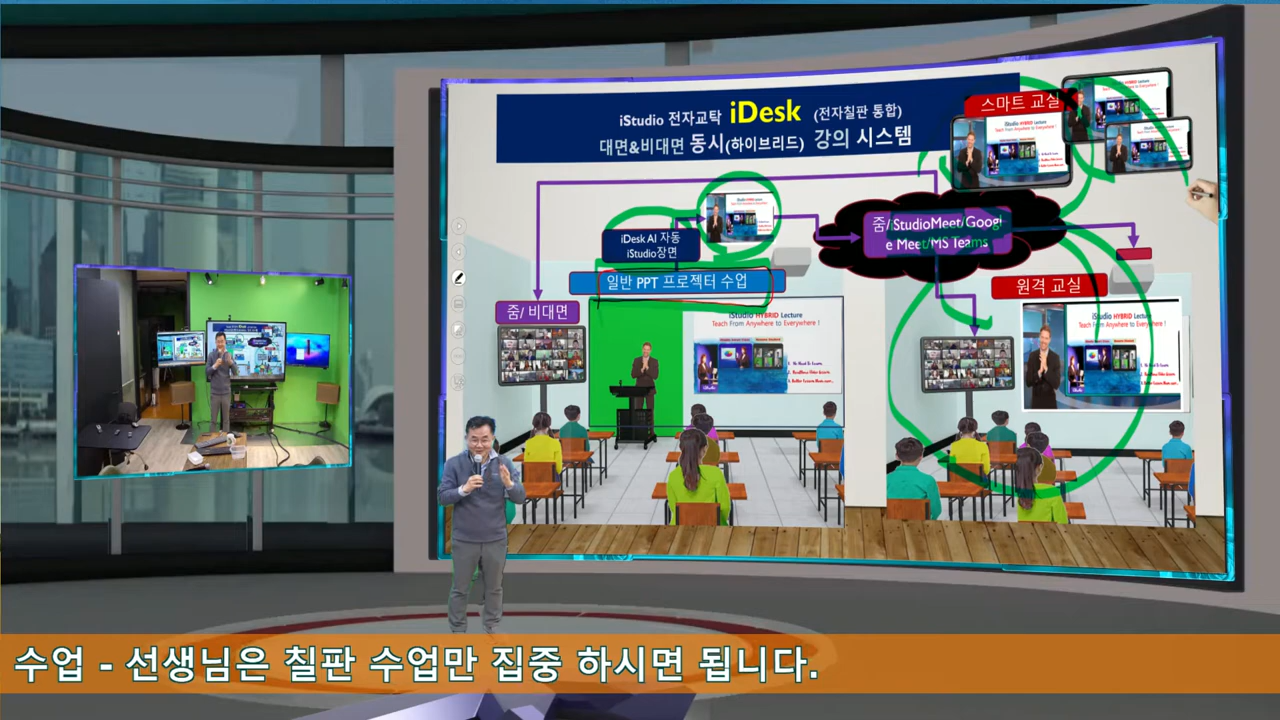 iStudio 전자교탁 iDesk (전자칠판 통합)
대면&비대면 동시(하이브리드) 강의 시스템
스마트 교실
줌/iStudioMeet/Googl
e Meet/MS Teams
iDesk AI 자동
iStudio장면
일반 PPT 프로젝터 수업
원격 교실
줌/ 비대면
iStudio HYBRID Lecture
Teach From Anywhere to Everywhere !
iStudio HYBRID Lecture
Teach From Anywhere to Everywhere !
수업 - 선생님은 칠판 수업만 집중 하시면 됩니다.